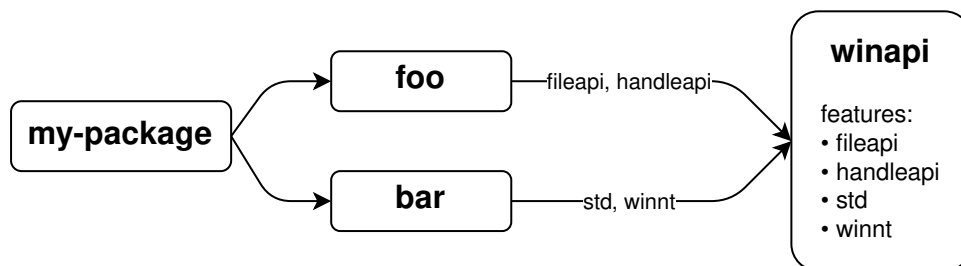 my-package
foo
bar
fileapi, handleapi
std, winnt
winapi
features:
• fileapi
• handleapi
• std
• winnt